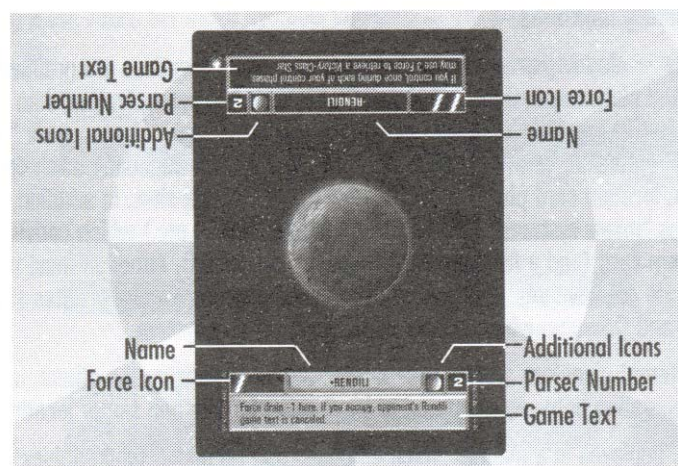 If you control, once during each of your control phases,
may use 3 Force to retrieve a Victory-Class Star
Game Text
•RENDILI
2
Parsec Number
Force Icon
Additional Icons
Name
Name
Additional Icons
Force Icon
•RENDILI
2
Parsec Number
Force drain -1 here. If you occupy, opponent's Rendili
game text is canceled.
Game Text